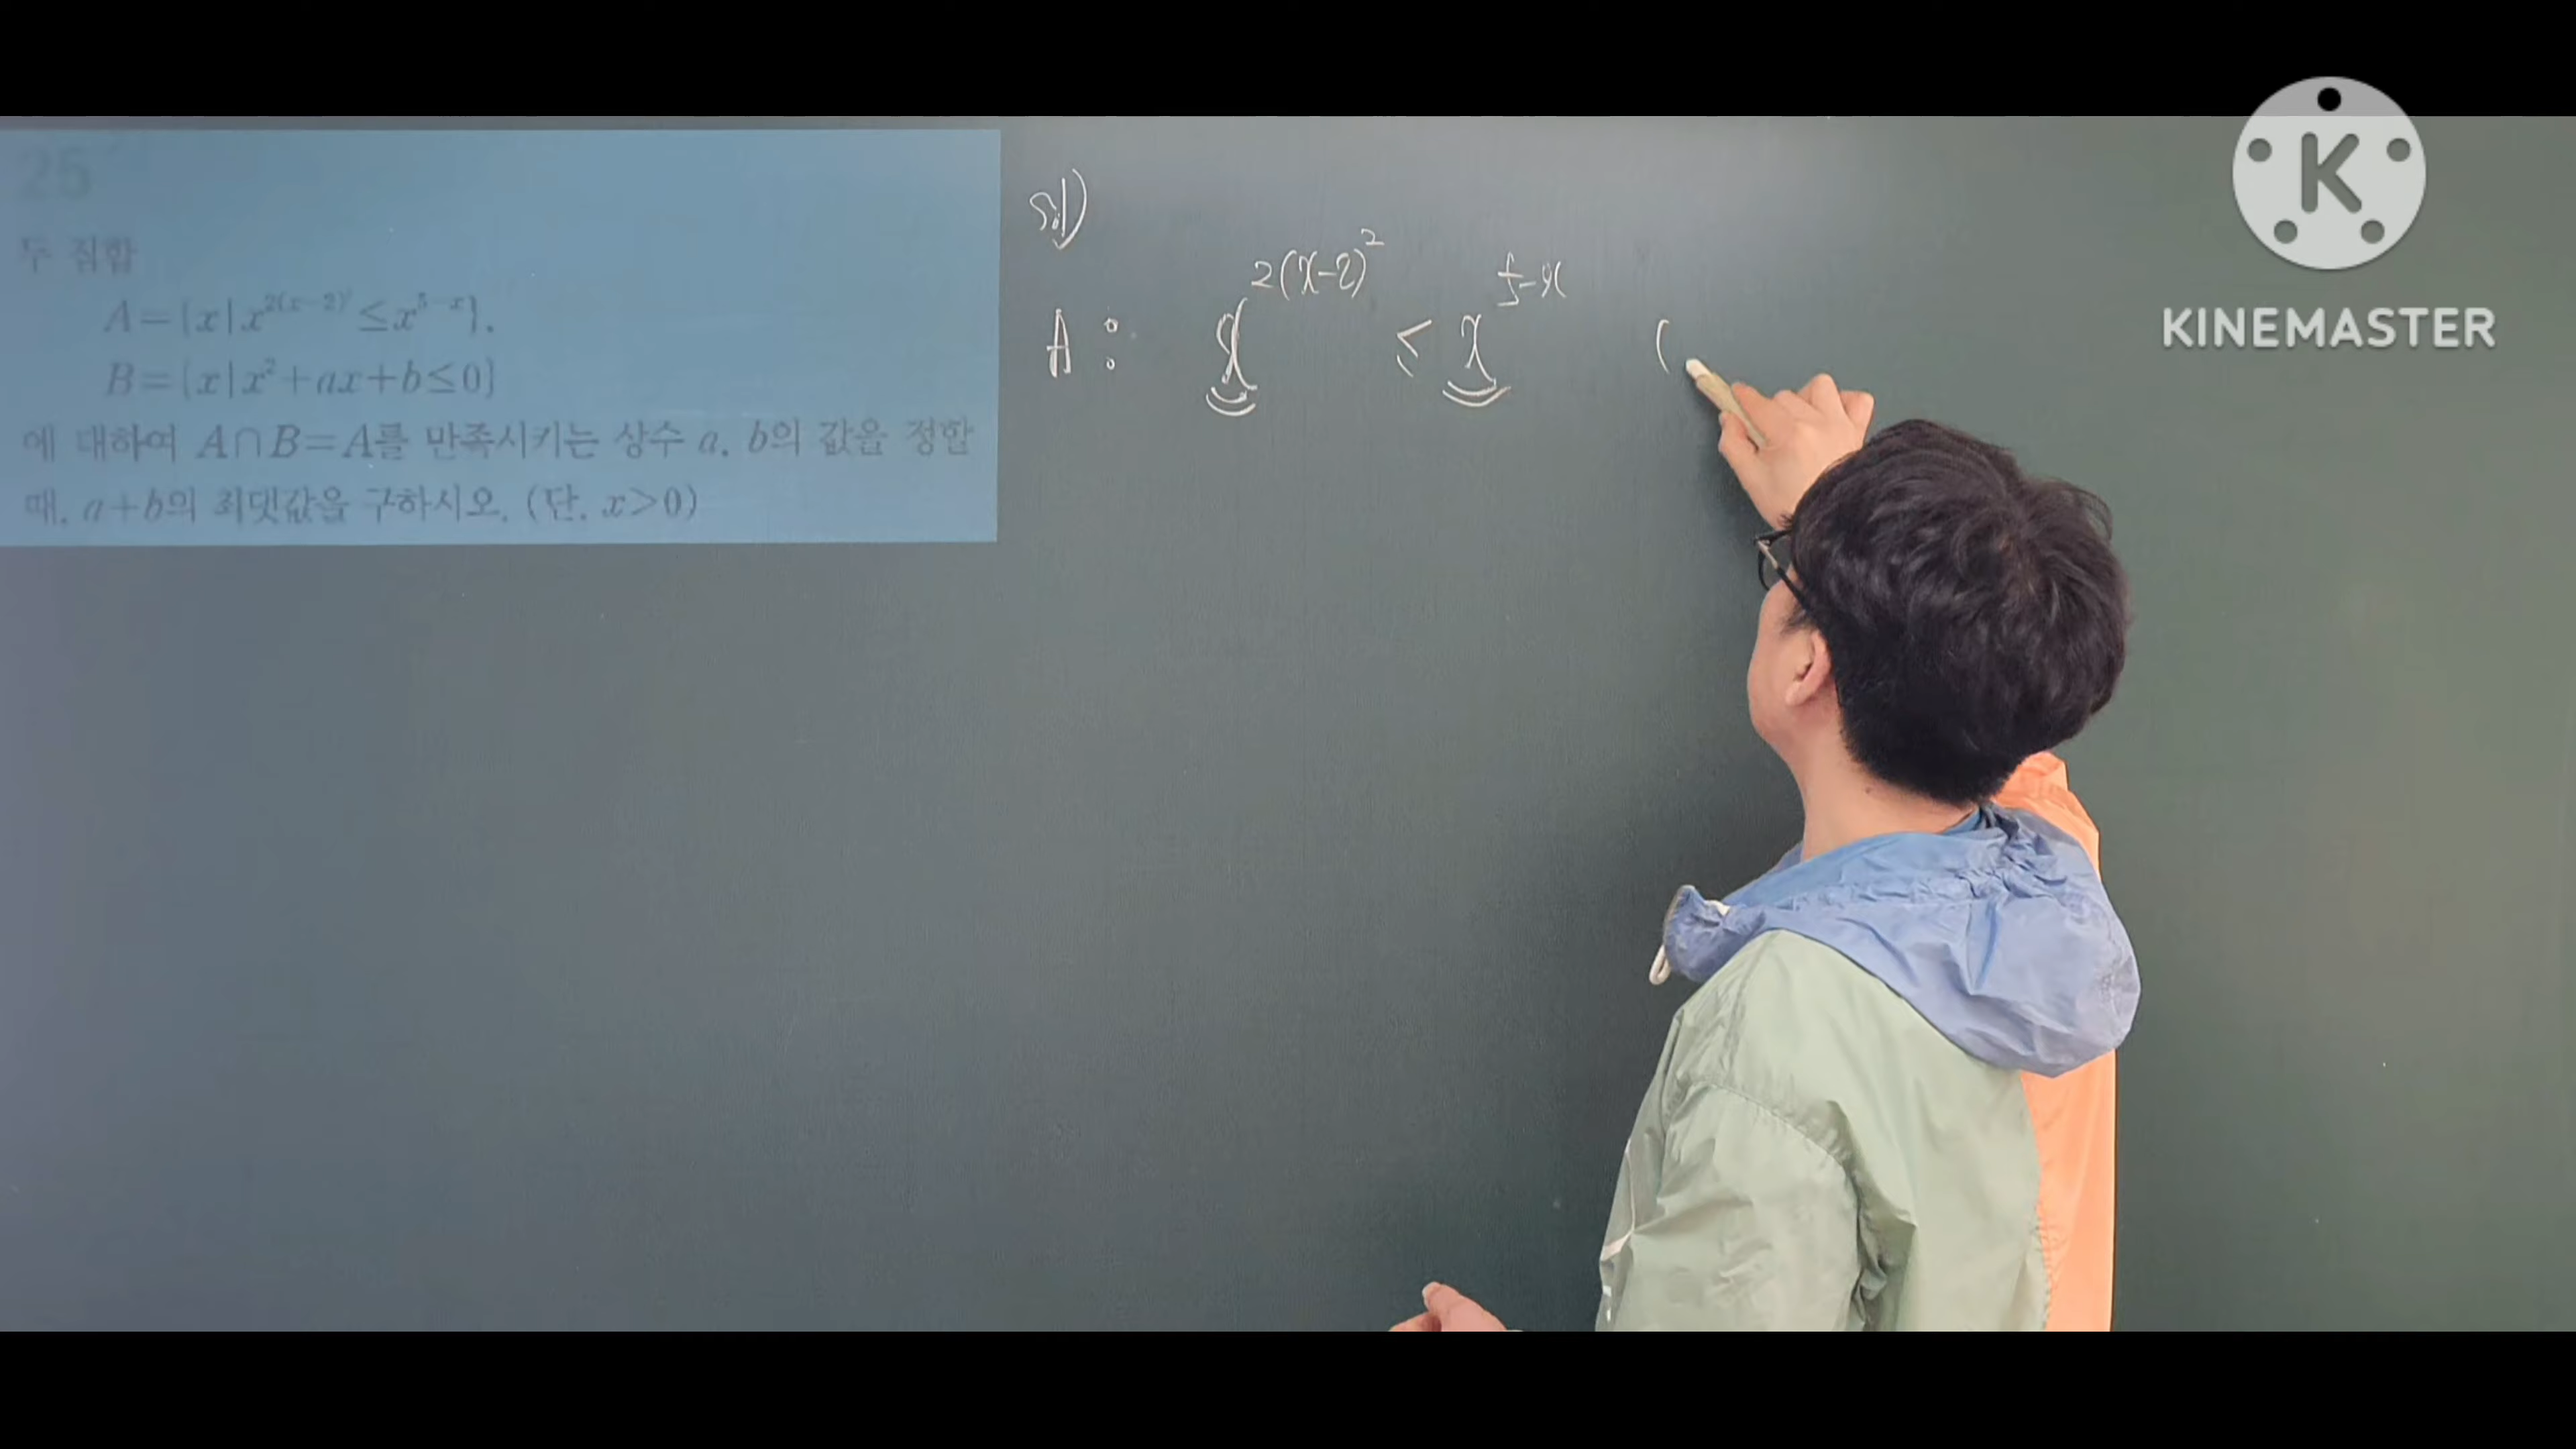 25
두 집합
A={x|x^{2(x-2)^2}≤x^{5-x}},
B={x|x²+ax+b≤0}
에 대하여 A∩B=A를 만족시키는 상수 a, b의 값을 정할
때, a+b의 최댓값을 구하시오. (단, x>0)
sol)
A : x^{2(x-2)^2} ≤ x^{5-x} (
K
KINEMASTER